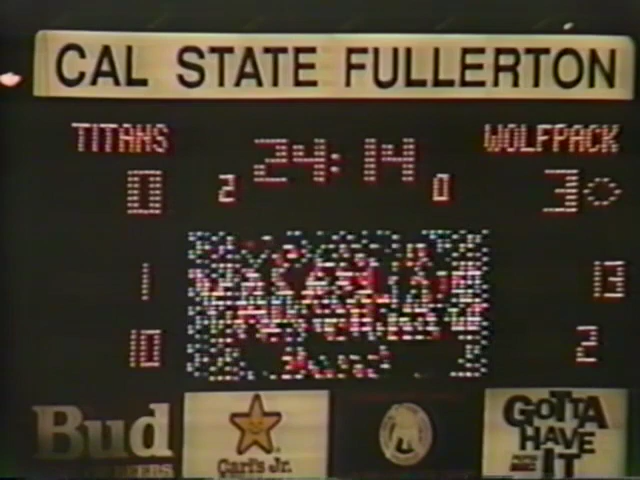 CAL STATE FULLERTON
TITANS 24:14 WOLFPACK
0 2 0 3
1 13
10 2
Bud
Carl's Jr.
GOTTA
HAVE
IT